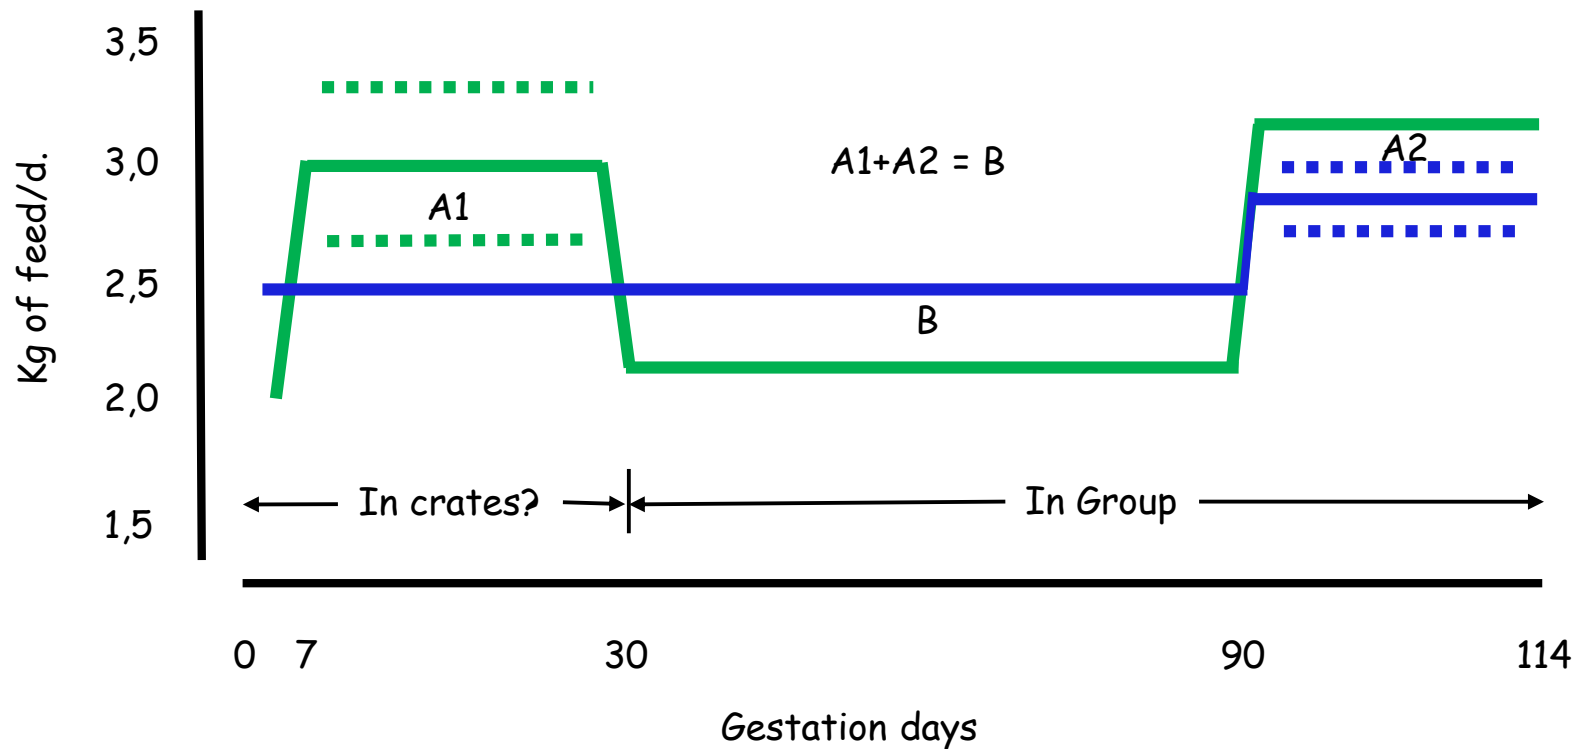 3,5
3,0
2,5
2,0
1,5
Kg of feed/d.
A1
A1+A2 = B
A2
B
In crates?
In Group
0
7
30
90
114
Gestation days